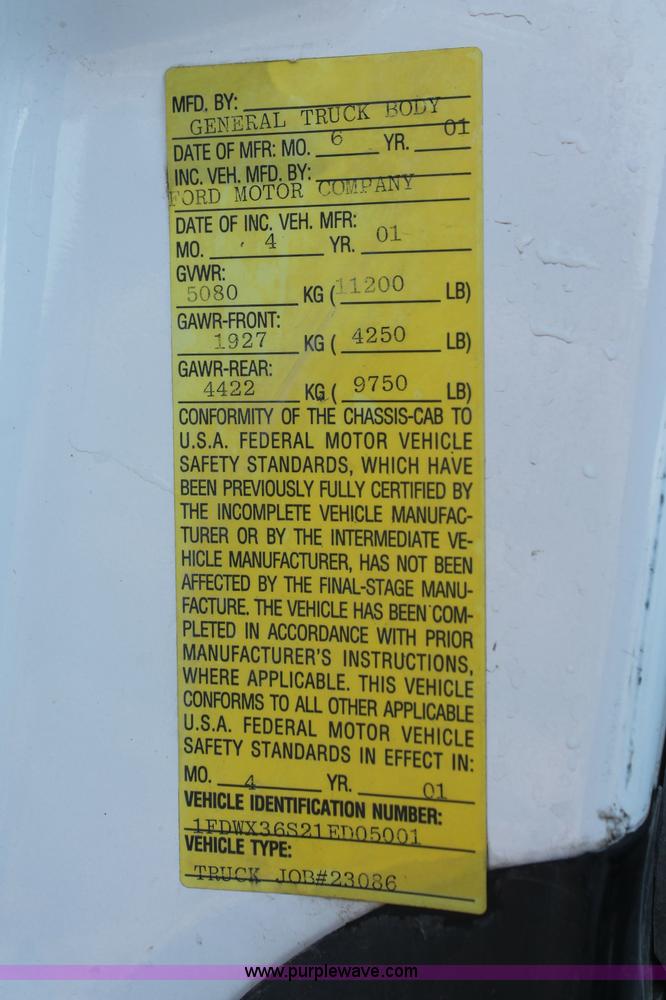 MFD. BY:
GENERAL TRUCK BODY
DATE OF MFR: MO. 6 YR. 01
INC. VEH. MFD. BY:
FORD MOTOR COMPANY
DATE OF INC. VEH. MFR:
MO. 4 YR. 01
GVWR:
5080 KG (11200 LB)
GAWR-FRONT:
1927 KG (4250 LB)
GAWR-REAR:
4422 KG (9750 LB)
CONFORMITY OF THE CHASSIS-CAB TO
U.S.A. FEDERAL MOTOR VEHICLE
SAFETY STANDARDS, WHICH HAVE
BEEN PREVIOUSLY FULLY CERTIFIED BY
THE INCOMPLETE VEHICLE MANUFAC-
TURER OR BY THE INTERMEDIATE VE-
HICLE MANUFACTURER, HAS NOT BEEN
AFFECTED BY THE FINAL-STAGE MANU-
FACTURE. THE VEHICLE HAS BEEN COM-
PLETED IN ACCORDANCE WITH PRIOR
MANUFACTURER'S INSTRUCTIONS,
WHERE APPLICABLE. THIS VEHICLE
CONFORMS TO ALL OTHER APPLICABLE
U.S.A. FEDERAL MOTOR VEHICLE
SAFETY STANDARDS IN EFFECT IN:
MO. 4 YR. 01
VEHICLE IDENTIFICATION NUMBER:
1FDWX36S21ED05001
VEHICLE TYPE:
TRUCK JOB#23086
www.purplewave.com